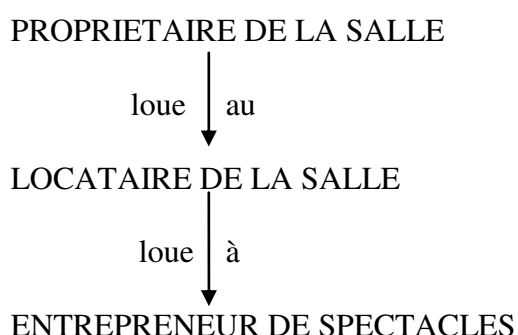 PROPRIETAIRE DE LA SALLE
loue au
LOCATAIRE DE LA SALLE
loue à
ENTREPRENEUR DE SPECTACLES